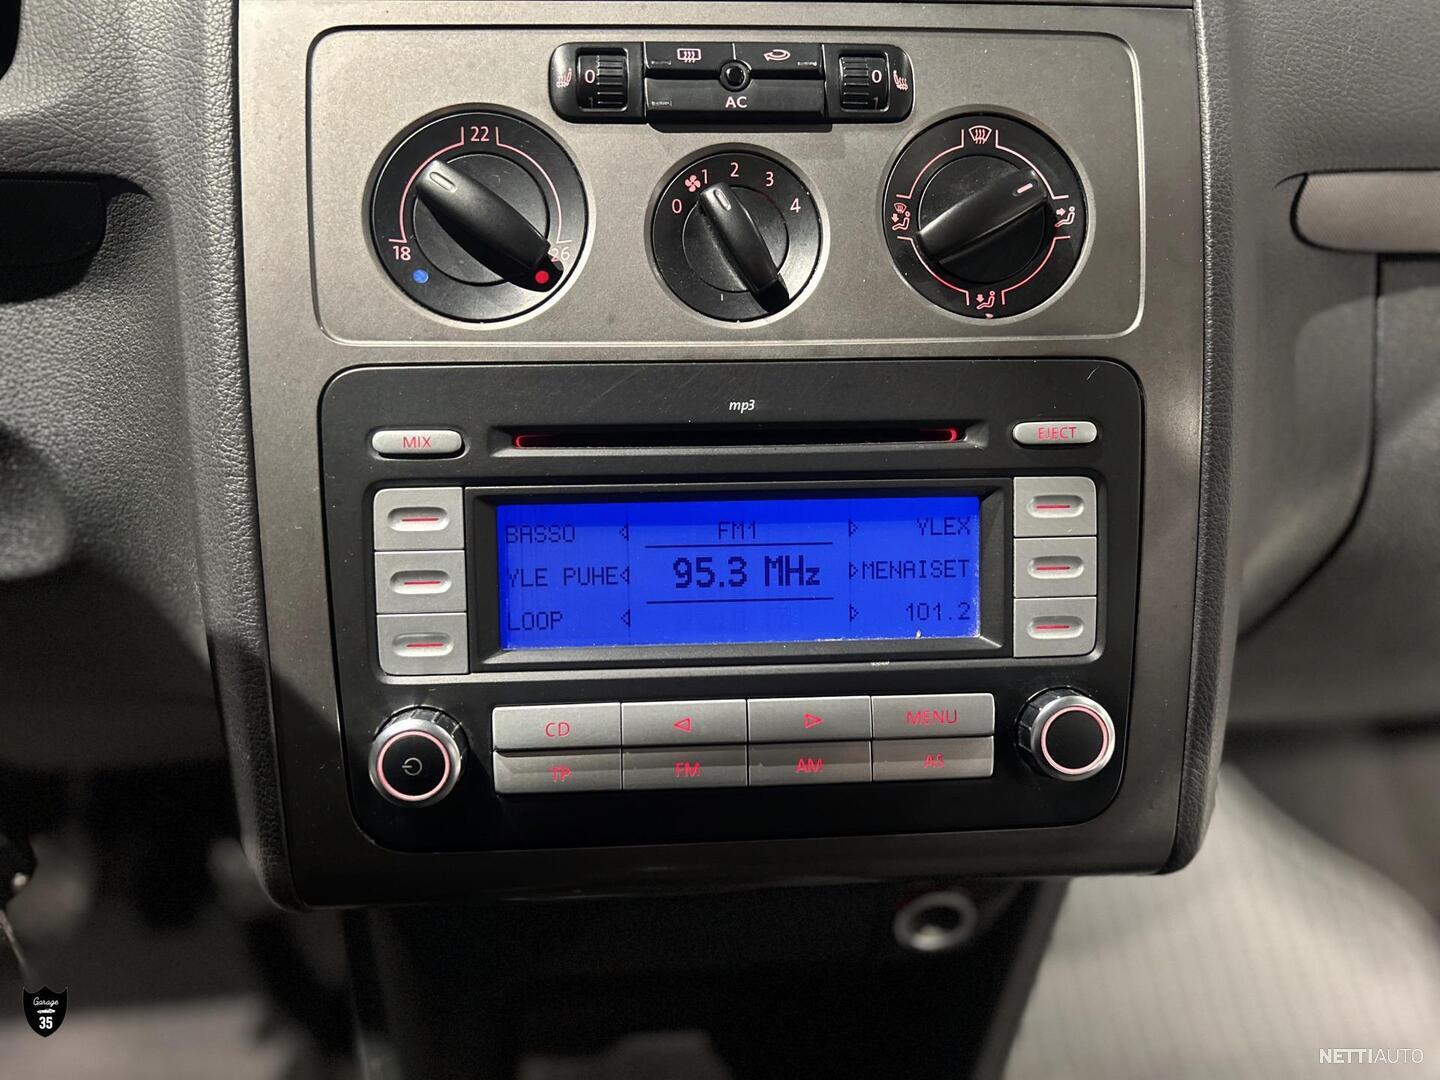 0 0
AC
22
18 26
0 1 2 3 4
mp3
MIX EJECT
BASSO FM1 YLEX
YLE PUHE 95.3 MHz MENAISET
LOOP 101.2
CD MENU
TP FM AM AS
Garage
35
NETTIAUTO